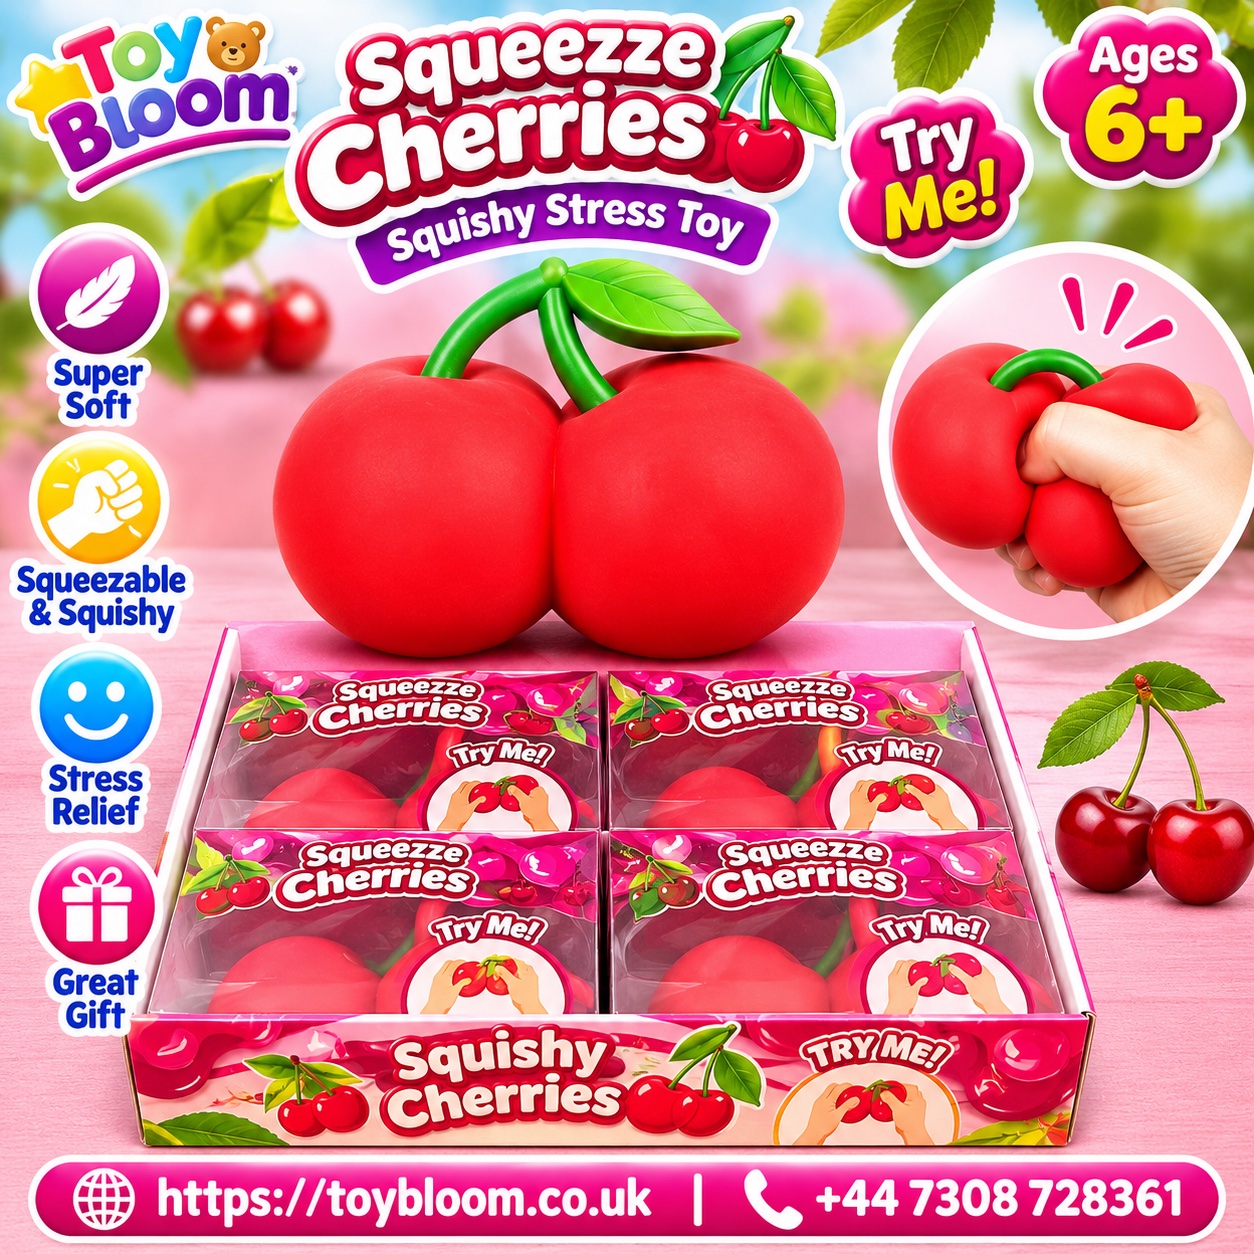 Toy
Bloom
Squeezze
Cherries
Squishy Stress Toy
Try
Me!
Ages
6+
Super
Soft
Squeezable
& Squishy
Stress
Relief
Great
Gift
Squeezze
Cherries
Try Me!
Squeezze
Cherries
Try Me!
Squeezze
Cherries
Try Me!
Squeezze
Cherries
Try Me!
Squishy
Cherries
TRY ME!
https://toybloom.co.uk | +44 7308 728361